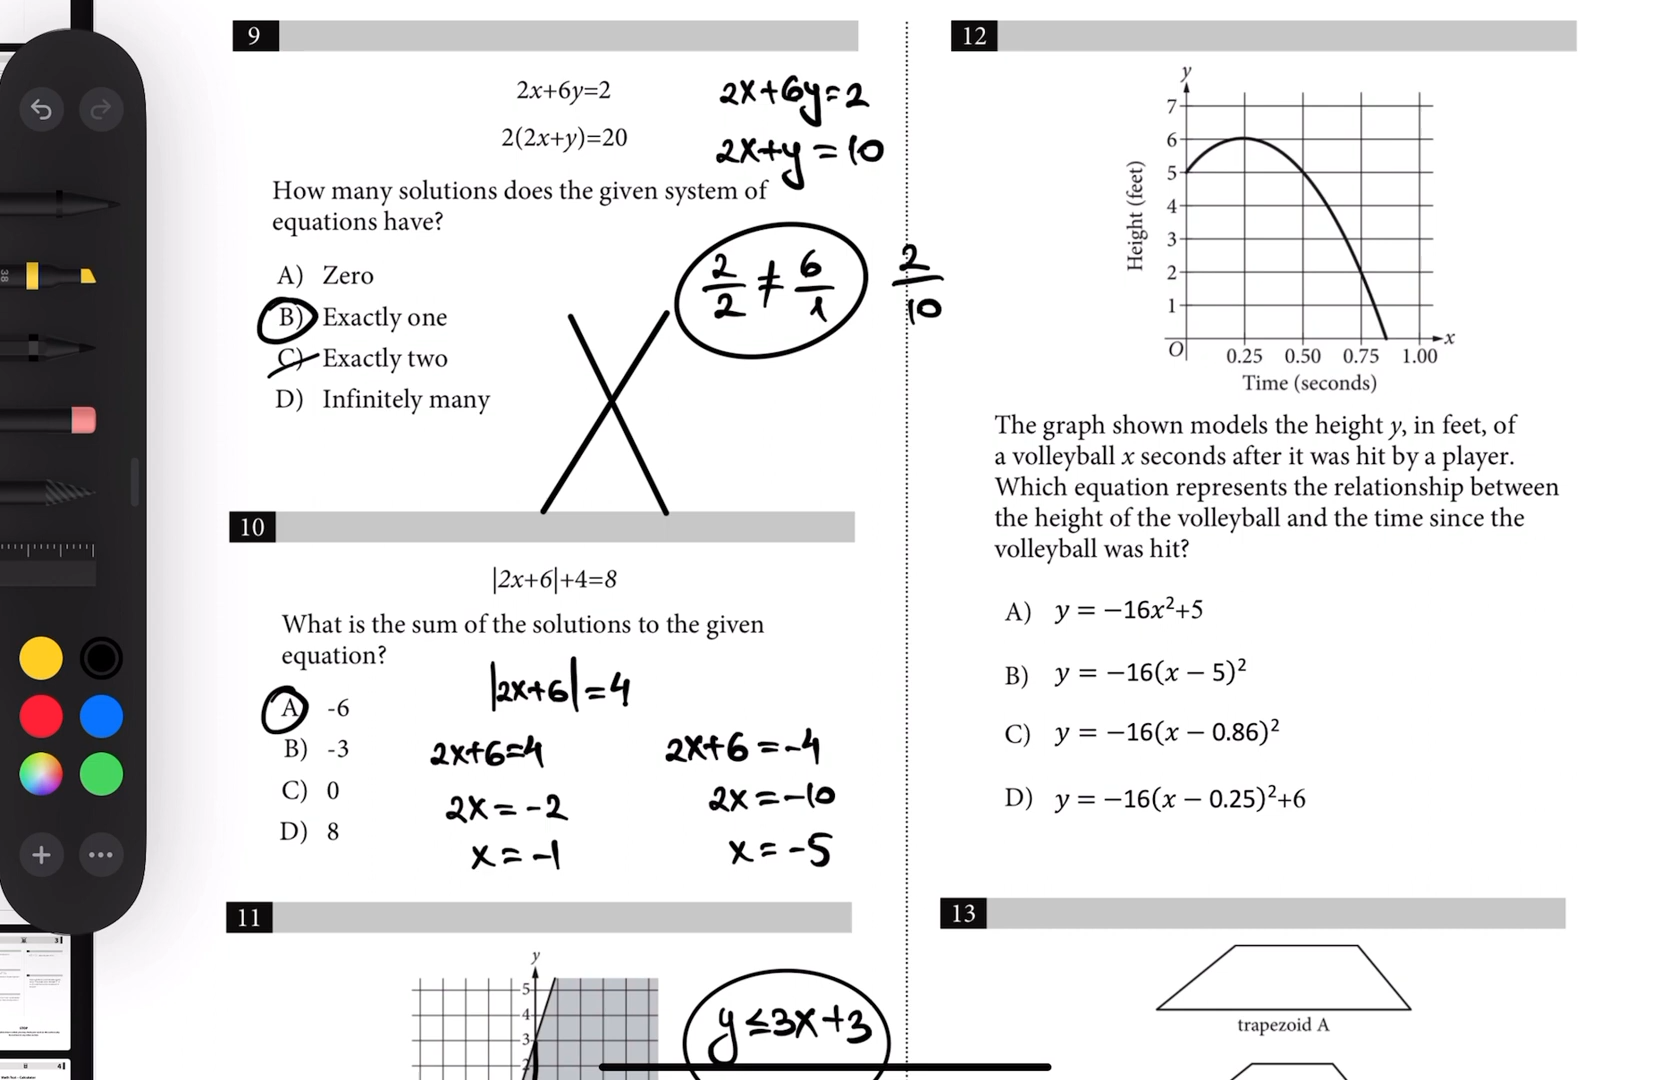 9
2x+6y=2
2(2x+y)=20
2x+6y=2
2x+y=10
How many solutions does the given system of
equations have?
A) Zero
B) Exactly one
C) Exactly two
D) Infinitely many
2/2 ≠ 6/1 2/10
10
|2x+6|+4=8
What is the sum of the solutions to the given
equation?
|2x+6|=4
A -6
B) -3
C) 0
D) 8
2x+6=4
2x=-2
x=-1
2x+6=-4
2x=-10
x=-5
11
y
5
4
3
2
y≤3x+3
12
y
7
6
5
4
3
2
1
O
0.25 0.50 0.75 1.00
x
Height (feet)
Time (seconds)
The graph shown models the height y, in feet, of
a volleyball x seconds after it was hit by a player.
Which equation represents the relationship between
the height of the volleyball and the time since the
volleyball was hit?
A) y = −16x²+5
B) y = −16(x − 5)²
C) y = −16(x − 0.86)²
D) y = −16(x − 0.25)²+6
13
trapezoid A